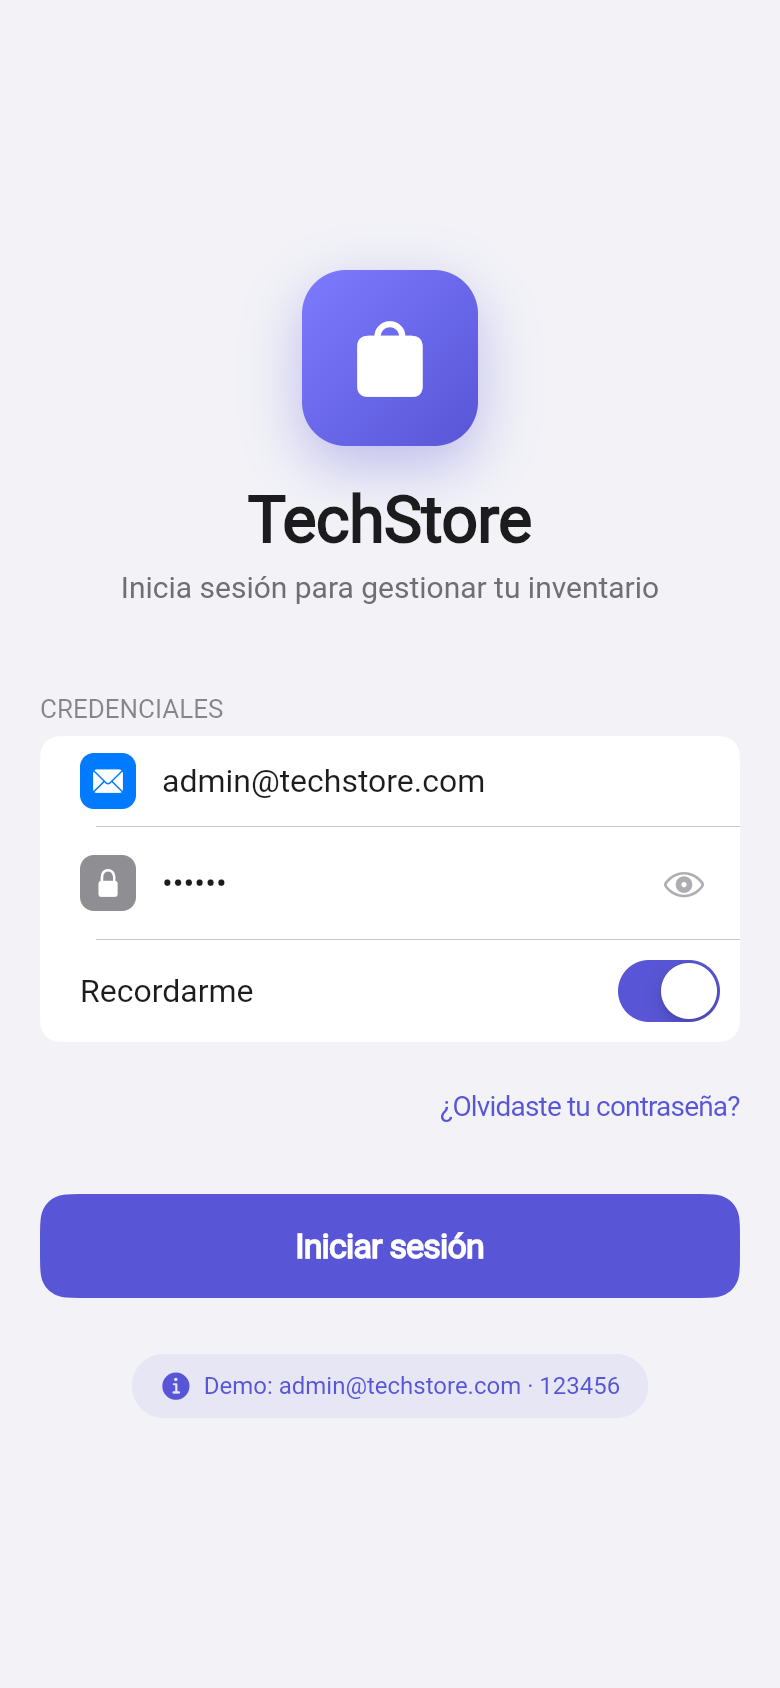 TechStore
Inicia sesión para gestionar tu inventario
CREDENCIALES
admin@techstore.com
••••••
Recordarme
¿Olvidaste tu contraseña?
Iniciar sesión
Demo: admin@techstore.com · 123456